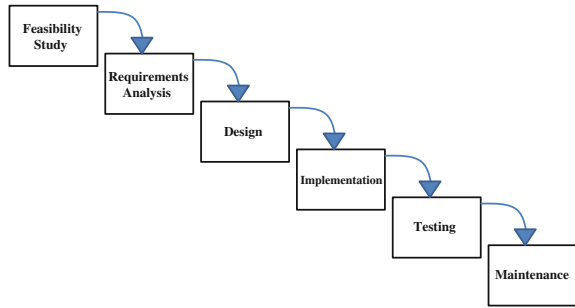 Feasibility
Study
Requirements
Analysis
Design
Implementation
Testing
Maintenance